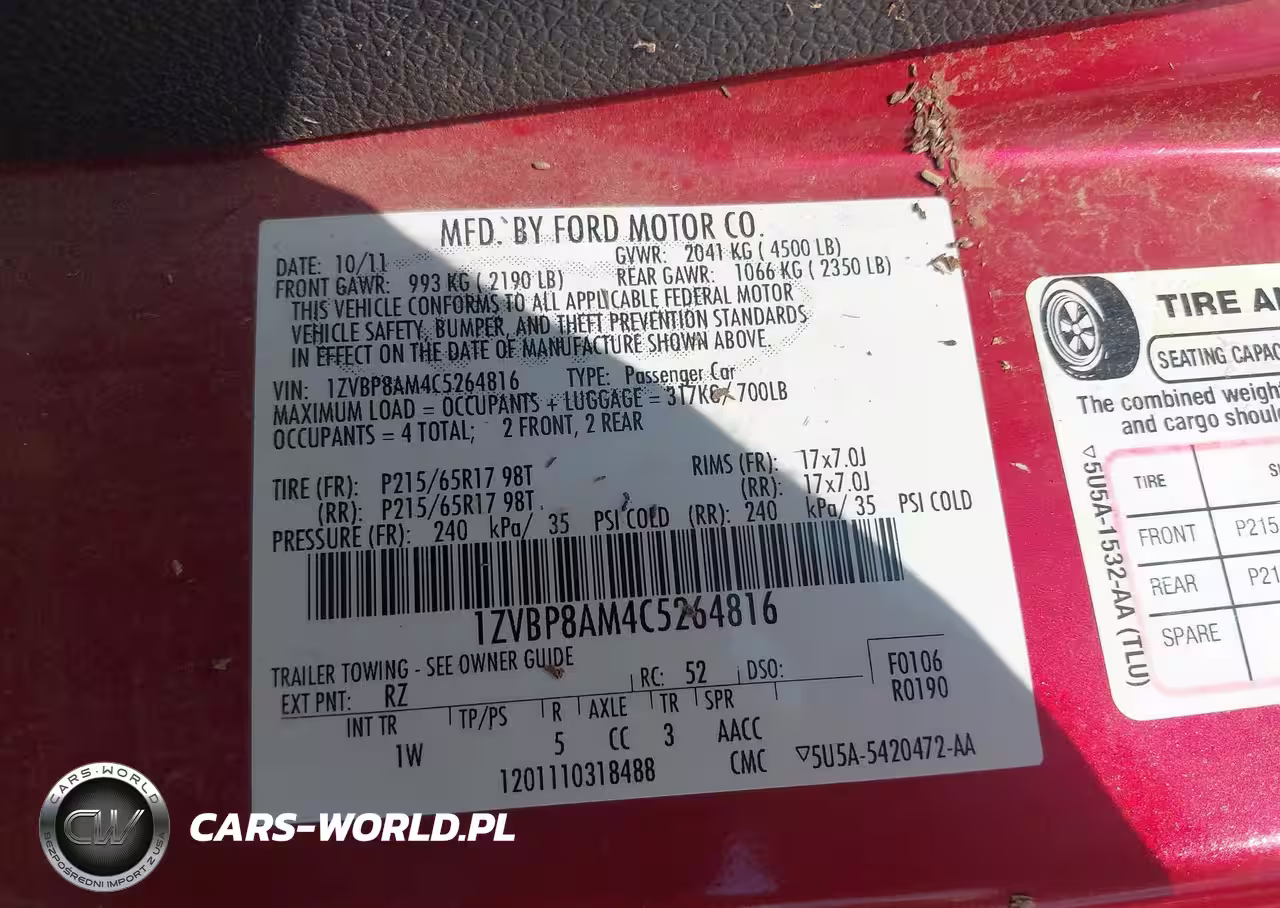 MFD. BY FORD MOTOR CO.
DATE: 10/11 GVWR: 2041 KG ( 4500 LB)
FRONT GAWR: 993 KG ( 2190 LB) REAR GAWR: 1066 KG ( 2350 LB)
THIS VEHICLE CONFORMS TO ALL APPLICABLE FEDERAL MOTOR
VEHICLE SAFETY, BUMPER, AND THEFT PREVENTION STANDARDS
IN EFFECT ON THE DATE OF MANUFACTURE SHOWN ABOVE.
VIN: 1ZVBP8AM4C5264816 TYPE: Passenger Car
MAXIMUM LOAD = OCCUPANTS + LUGGAGE = 317KG/ 700LB
OCCUPANTS = 4 TOTAL; 2 FRONT, 2 REAR
TIRE (FR): P215/65R17 98T RIMS (FR): 17x7.0J
(RR): P215/65R17 98T (RR): 17x7.0J
PRESSURE (FR): 240 kPa/ 35 PSI COLD (RR): 240 kPa/ 35 PSI COLD
1ZVBP8AM4C5264816
TRAILER TOWING - SEE OWNER GUIDE
EXT PNT: RZ RC: 52 DSO: F0106
R0190
INT TR TP/PS R AXLE TR SPR
1W 5 CC 3 AACC
1201110318488 CMC ▽5U5A-5420472-AA
TIRE A
SEATING CAPAC
The combined weigh
and cargo shoul
TIRE S
FRONT P215
REAR P21
SPARE
▽5U5A-1532-AA (TLU)
CARS-WORLD
CW
BEZPOŚREDNI IMPORT Z USA
CARS-WORLD.PL